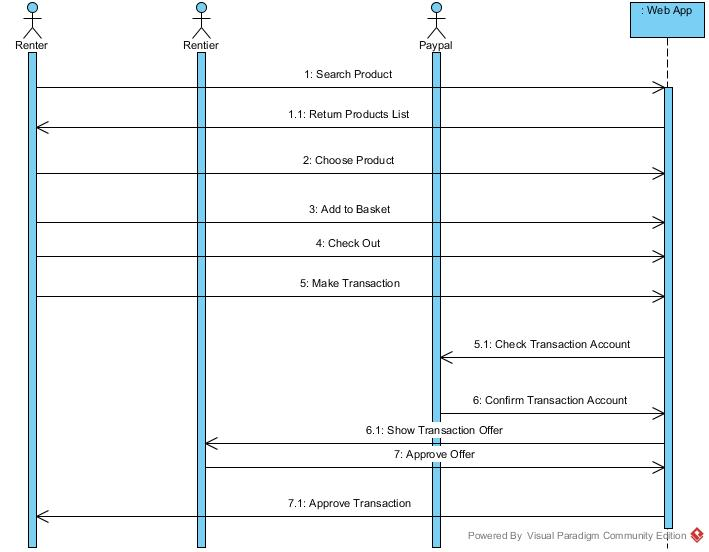 Renter
Rentier
Paypal
: Web App
1: Search Product
1.1: Return Products List
2: Choose Product
3: Add to Basket
4: Check Out
5: Make Transaction
5.1: Check Transaction Account
6: Confirm Transaction Account
6.1: Show Transaction Offer
7: Approve Offer
7.1: Approve Transaction
Powered By Visual Paradigm Community Edition